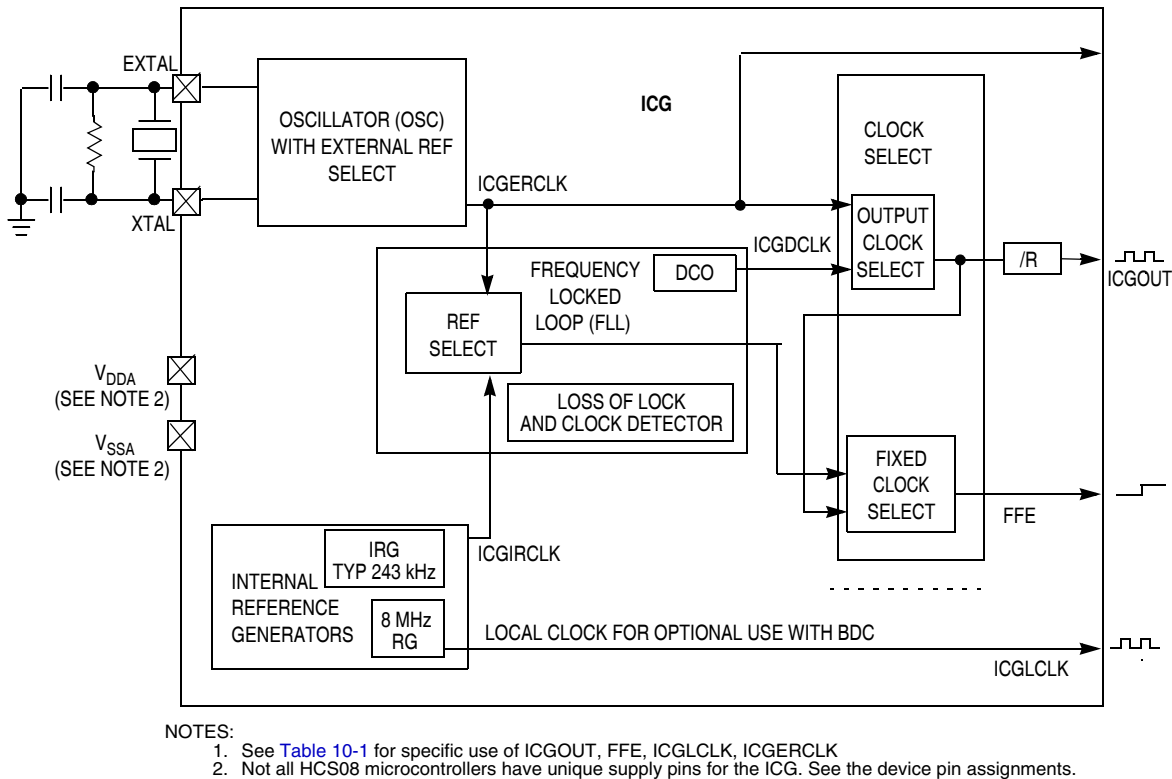 EXTAL
XTAL
OSCILLATOR (OSC)
WITH EXTERNAL REF
SELECT
ICG
CLOCK
SELECT
ICGERCLK
OUTPUT
CLOCK
SELECT
ICGDCLK
/R
ICGOUT
FREQUENCY
LOCKED
LOOP (FLL)
DCO
REF
SELECT
LOSS OF LOCK
AND CLOCK DETECTOR
VDDA
(SEE NOTE 2)
VSSA
(SEE NOTE 2)
FIXED
CLOCK
SELECT
FFE
IRG
TYP 243 kHz
ICGIRCLK
INTERNAL
REFERENCE
GENERATORS
8 MHz
RG
LOCAL CLOCK FOR OPTIONAL USE WITH BDC
ICGLCLK
NOTES:
1. See Table 10-1 for specific use of ICGOUT, FFE, ICGLCLK, ICGERCLK
2. Not all HCS08 microcontrollers have unique supply pins for the ICG. See the device pin assignments.